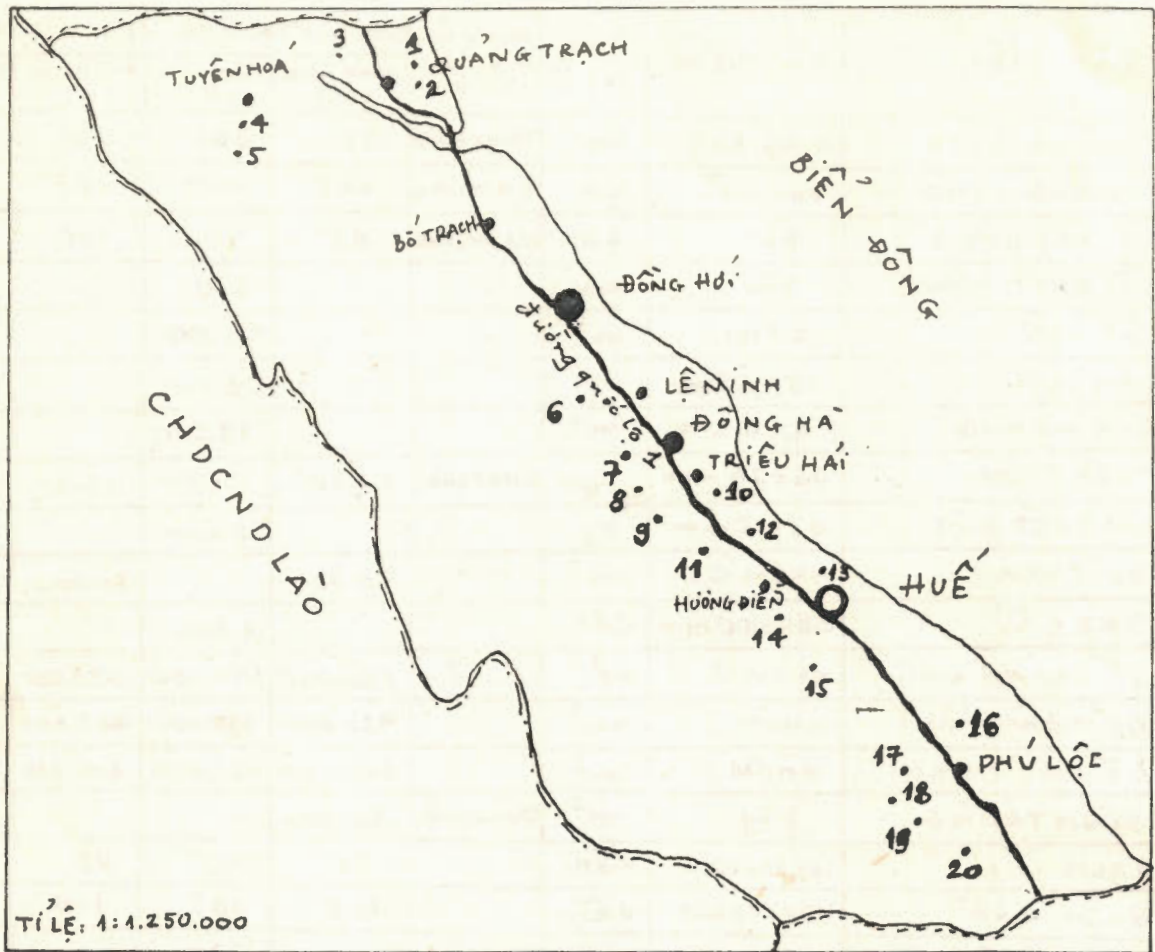 3
1
QUẢNG TRẠCH
TUYÊN HOÁ
2
4
5
BIỂN ĐÔNG
BỐ TRẠCH
ĐỒNG HỚI
đường quốc lộ 1
LỆ NINH
6
ĐÔNG HÀ
7
TRIỆU HẢI
8
10
CHDCND LÀO
9
12
11
13
HUẾ
HƯƠNG ĐIỀN
14
15
16
17
PHÚ LỘC
18
19
20
TỈ LỆ: 1:1.250.000